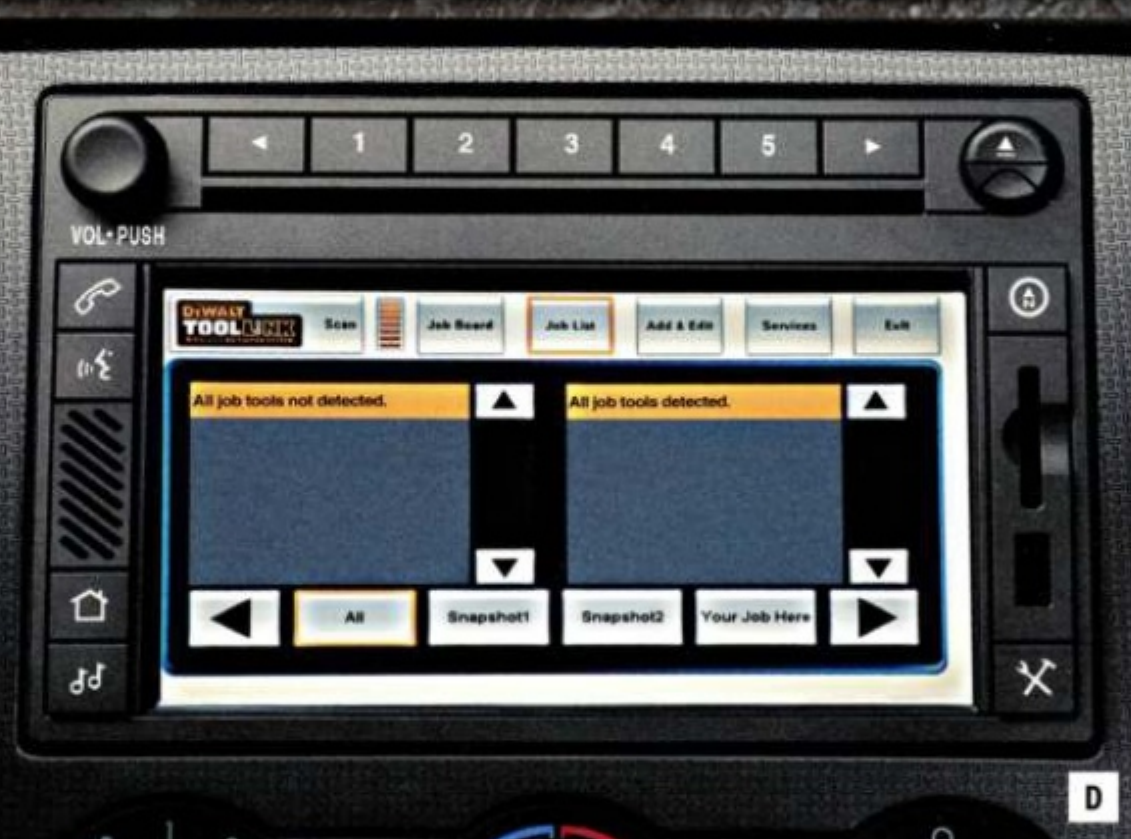 1 2 3 4 5
VOL•PUSH
DEWALT
TOOLLINK
Scan
Job Board
Job List
Add & Edit
Services
Exit
All job tools not detected.
All job tools detected.
All
Snapshot1
Snapshot2
Your Job Here
D